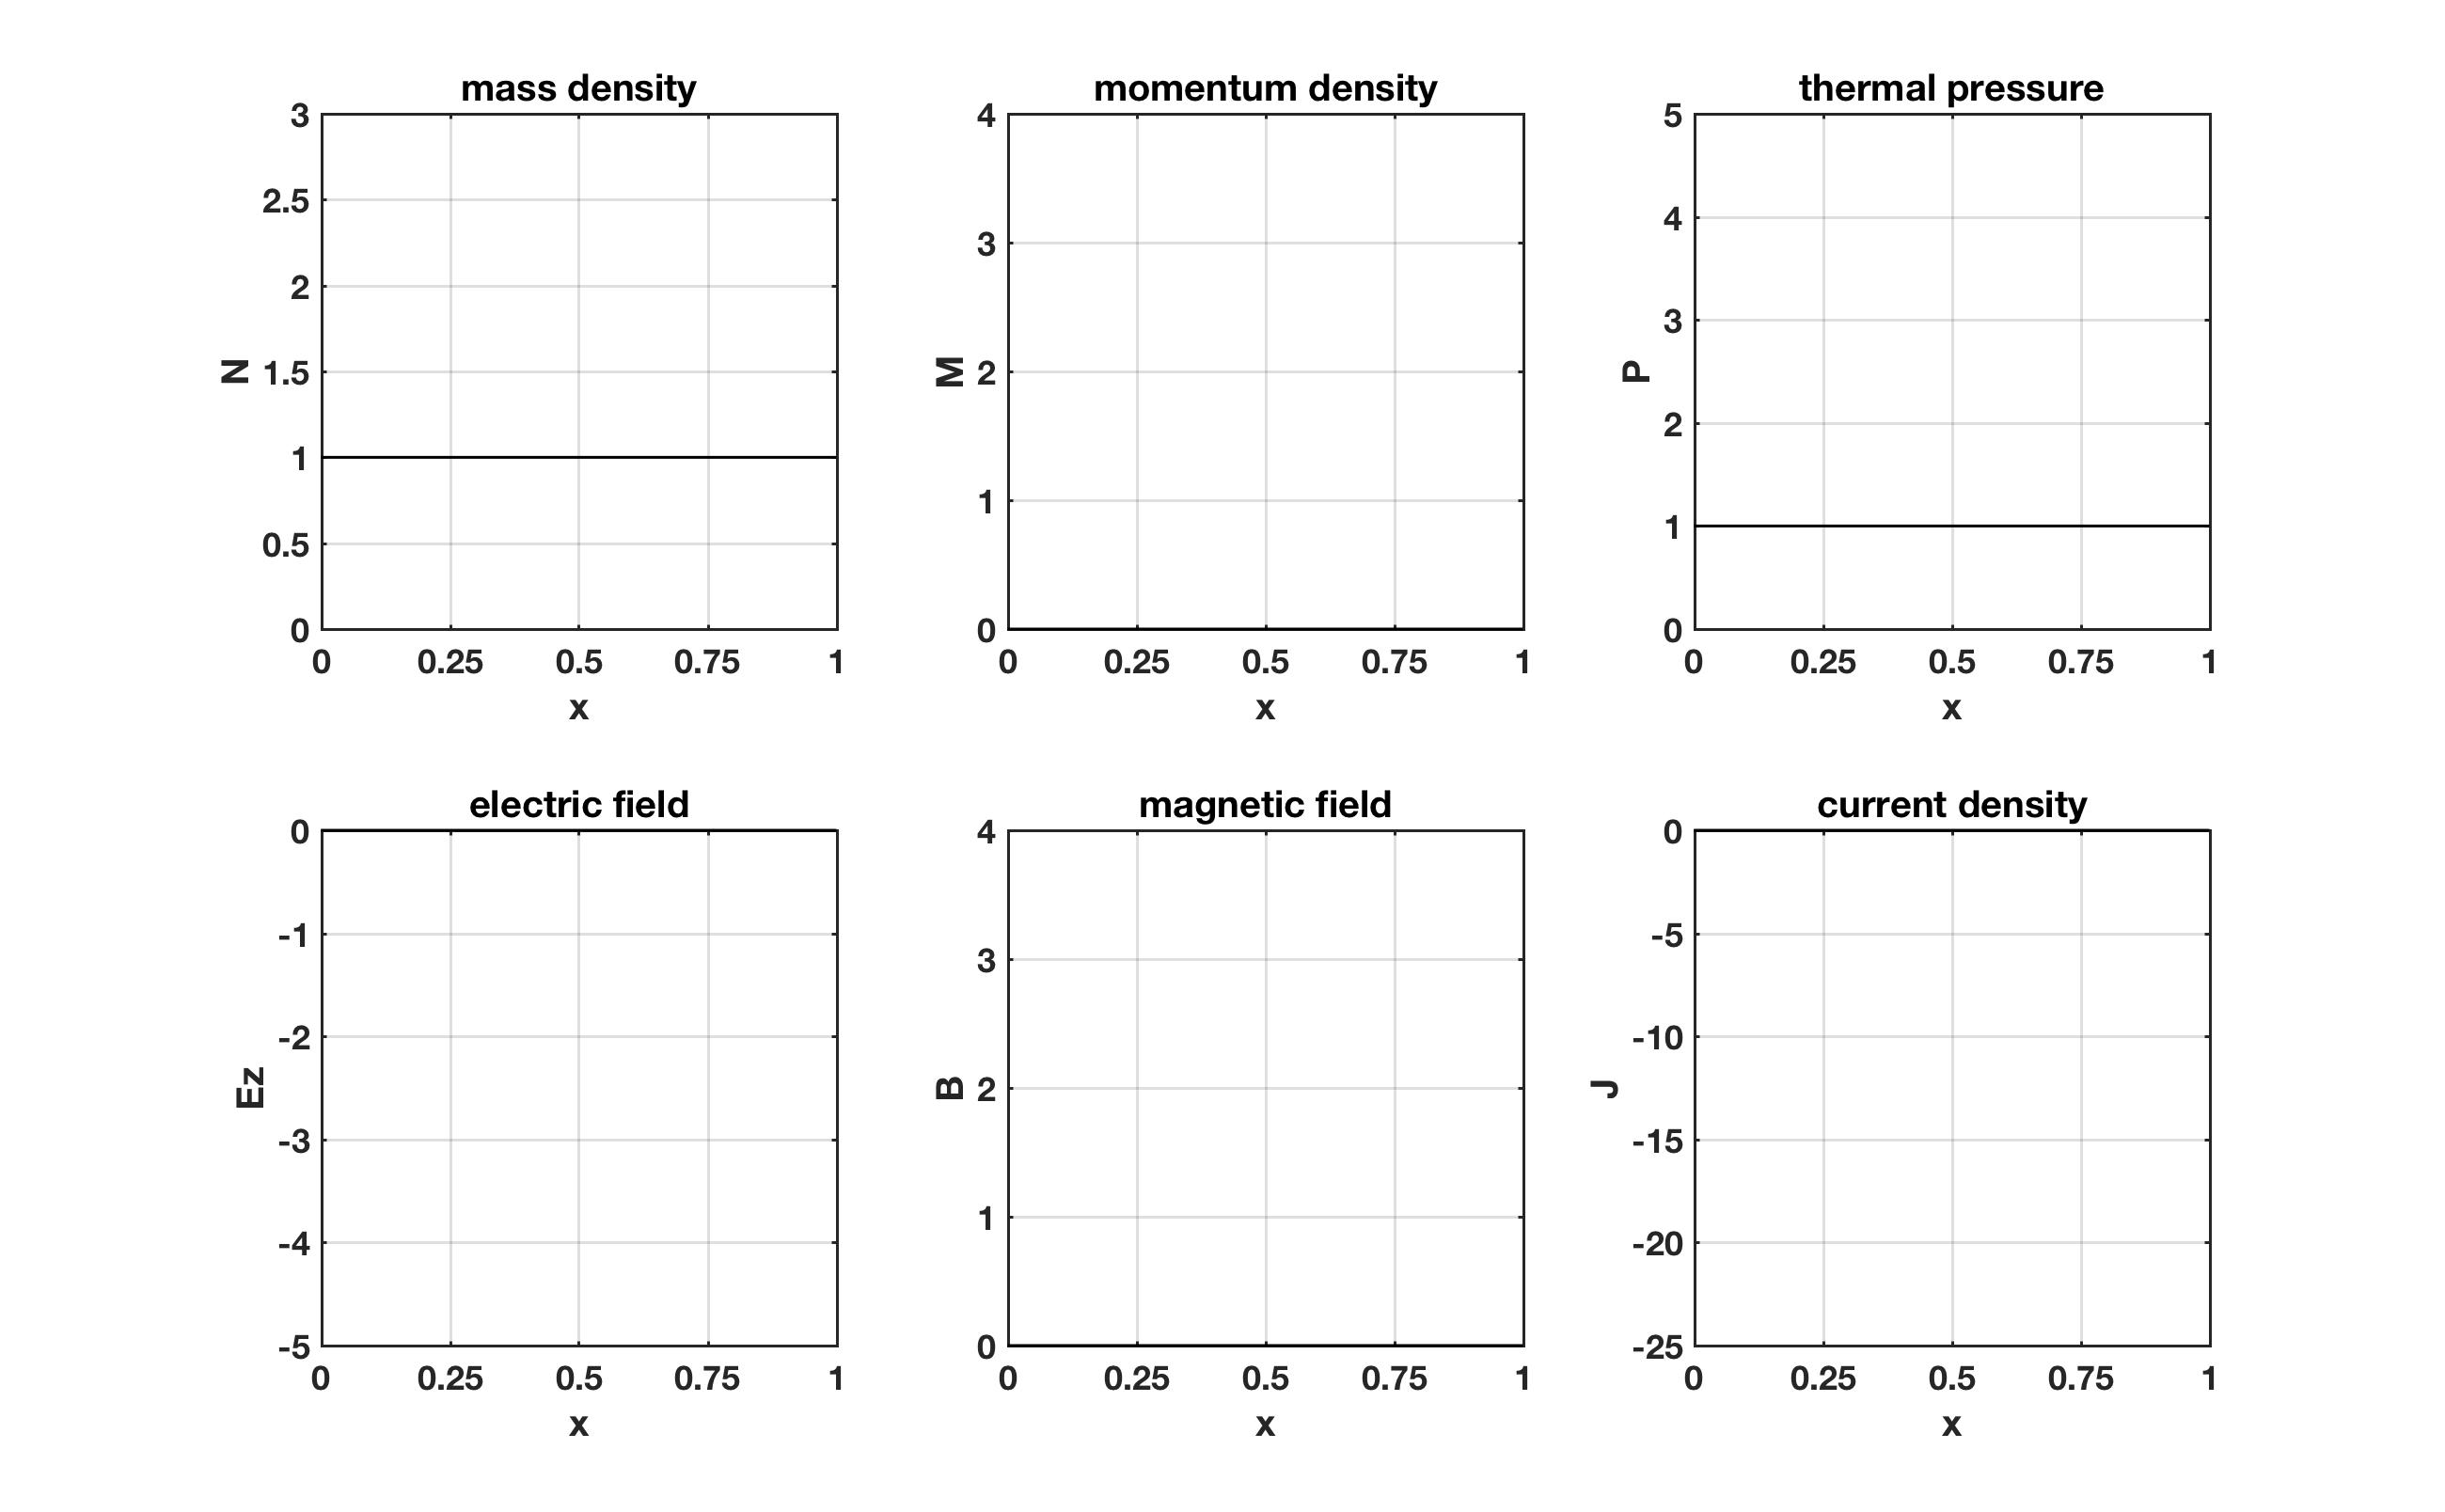 mass density
3
2.5
2
1.5
1
0.5
0
N
0 0.25 0.5 0.75 1
x
momentum density
4
3
2
1
0
M
0 0.25 0.5 0.75 1
x
thermal pressure
5
4
3
2
1
0
P
0 0.25 0.5 0.75 1
x
electric field
0
-1
-2
-3
-4
-5
Ez
0 0.25 0.5 0.75 1
x
magnetic field
4
3
2
1
0
B
0 0.25 0.5 0.75 1
x
current density
0
-5
-10
-15
-20
-25
J
0 0.25 0.5 0.75 1
x